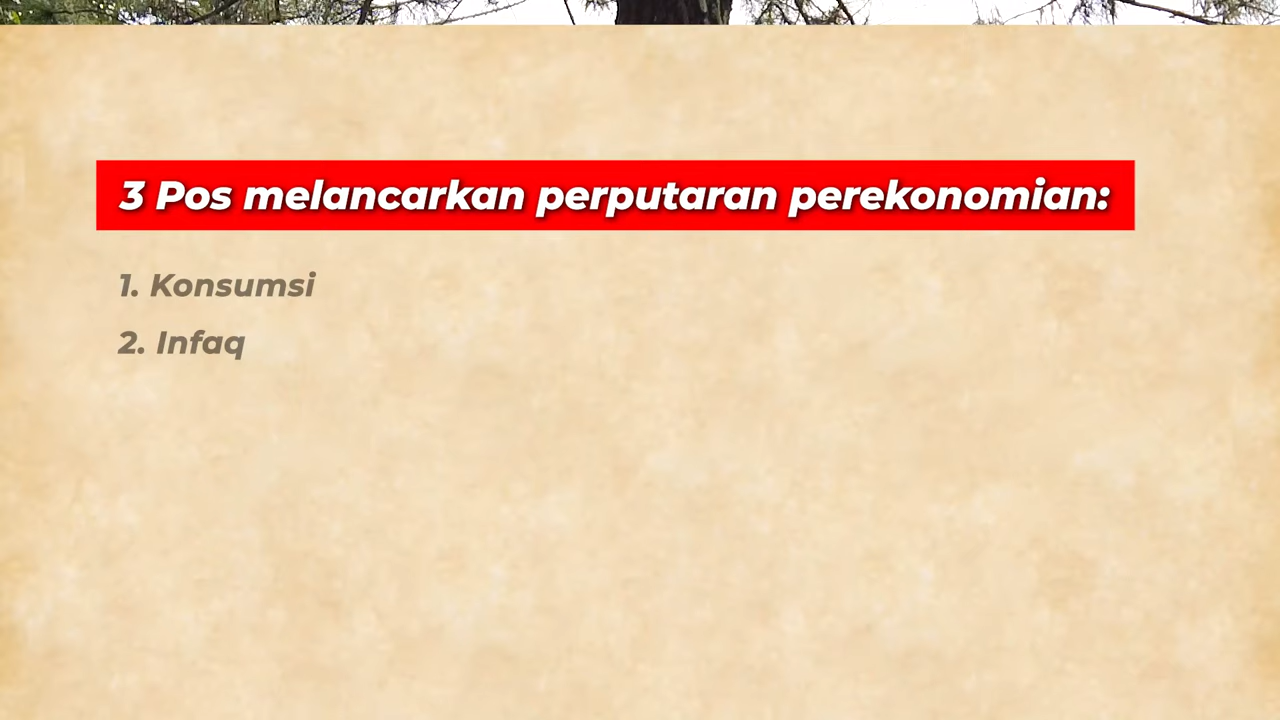 3 Pos melancarkan perputaran perekonomian:
1. Konsumsi
2. Infaq